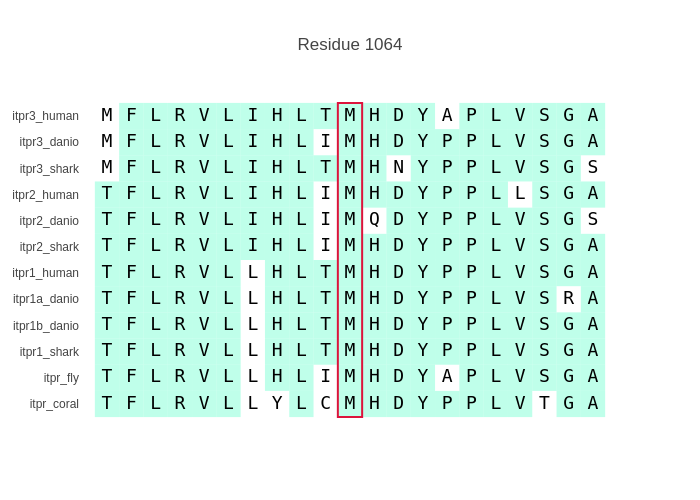 Residue 1064
itpr3_human M F L R V L I H L T M H D Y A P L V S G A
itpr3_danio M F L R V L I H L I M H D Y P P L V S G A
itpr3_shark M F L R V L I H L T M H N Y P P L V S G S
itpr2_human T F L R V L I H L I M H D Y P P L L S G A
itpr2_danio T F L R V L I H L I M Q D Y P P L V S G S
itpr2_shark T F L R V L I H L I M H D Y P P L V S G A
itpr1_human T F L R V L L H L T M H D Y P P L V S G A
itpr1a_danio T F L R V L L H L T M H D Y P P L V S R A
itpr1b_danio T F L R V L L H L T M H D Y P P L V S G A
itpr1_shark T F L R V L L H L T M H D Y P P L V S G A
itpr_fly T F L R V L L H L I M H D Y A P L V S G A
itpr_coral T F L R V L L Y L C M H D Y P P L V T G A